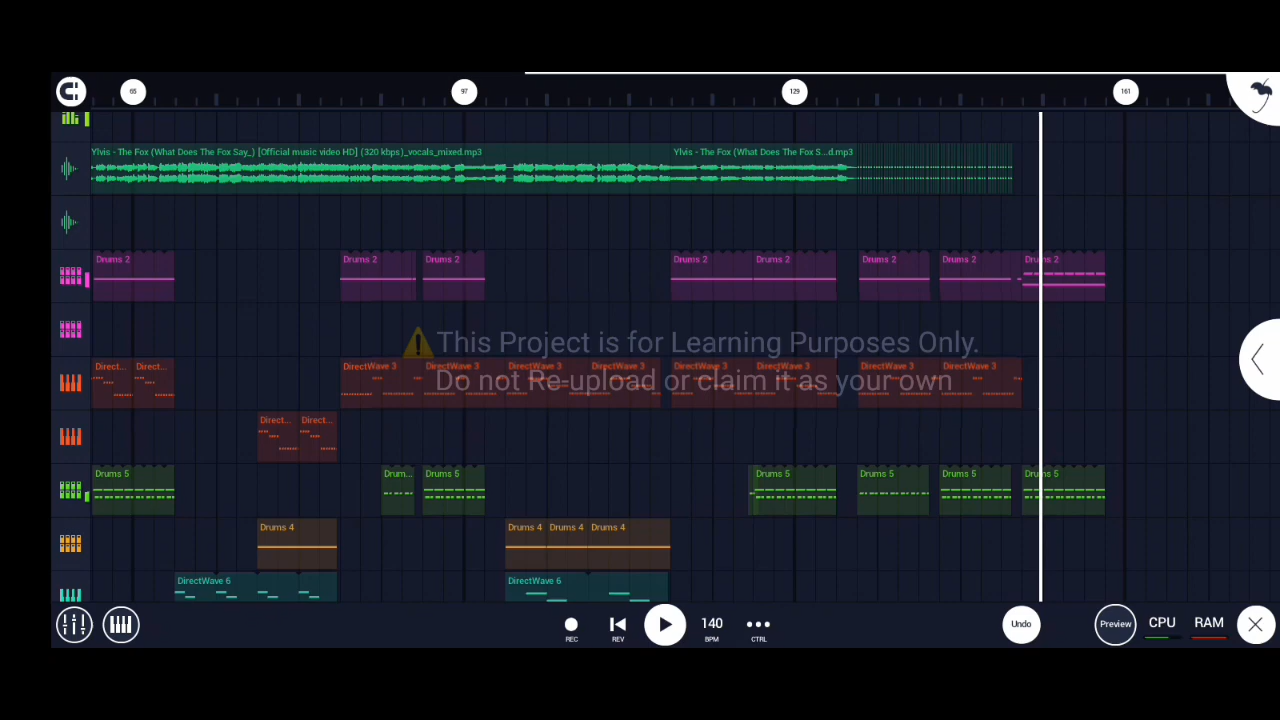 65
97
129
161
Ylvis - The Fox (What Does The Fox Say_) [Official music video HD] (320 kbps)_vocals_mixed.mp3
Ylvis - The Fox (What Does The Fox S...d.mp3
Drums 2
Drums 2
Drums 2
Drums 2
Drums 2
Drums 2
Drums 2
Drums 2
⚠️This Project is for Learning Purposes Only.
Do not Re-upload or claim it as your own
Direct...
Direct...
DirectWave 3
DirectWave 3
DirectWave 3
DirectWave 3
DirectWave 3
DirectWave 3
DirectWave 3
DirectWave 3
Direct...
Direct...
Drums 5
Drum...
Drums 5
Drums 5
Drums 5
Drums 5
Drums 5
Drums 4
Drums 4
Drums 4
Drums 4
DirectWave 6
DirectWave 6
REC
REV
140
BPM
CTRL
Undo
Preview
CPU
RAM